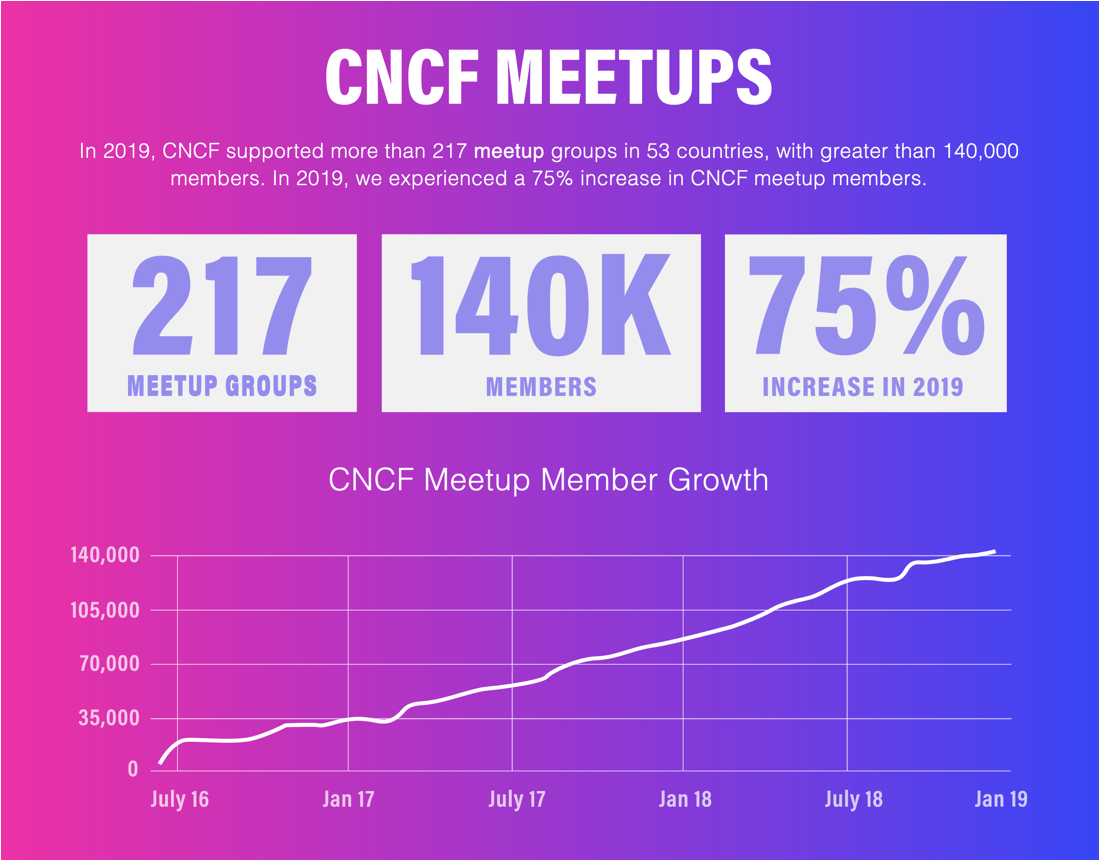 CNCF MEETUPS
In 2019, CNCF supported more than 217 meetup groups in 53 countries, with greater than 140,000
members. In 2019, we experienced a 75% increase in CNCF meetup members.
217
MEETUP GROUPS
140K
MEMBERS
75%
INCREASE IN 2019
CNCF Meetup Member Growth
140,000
105,000
70,000
35,000
0
July 16 Jan 17 July 17 Jan 18 July 18 Jan 19